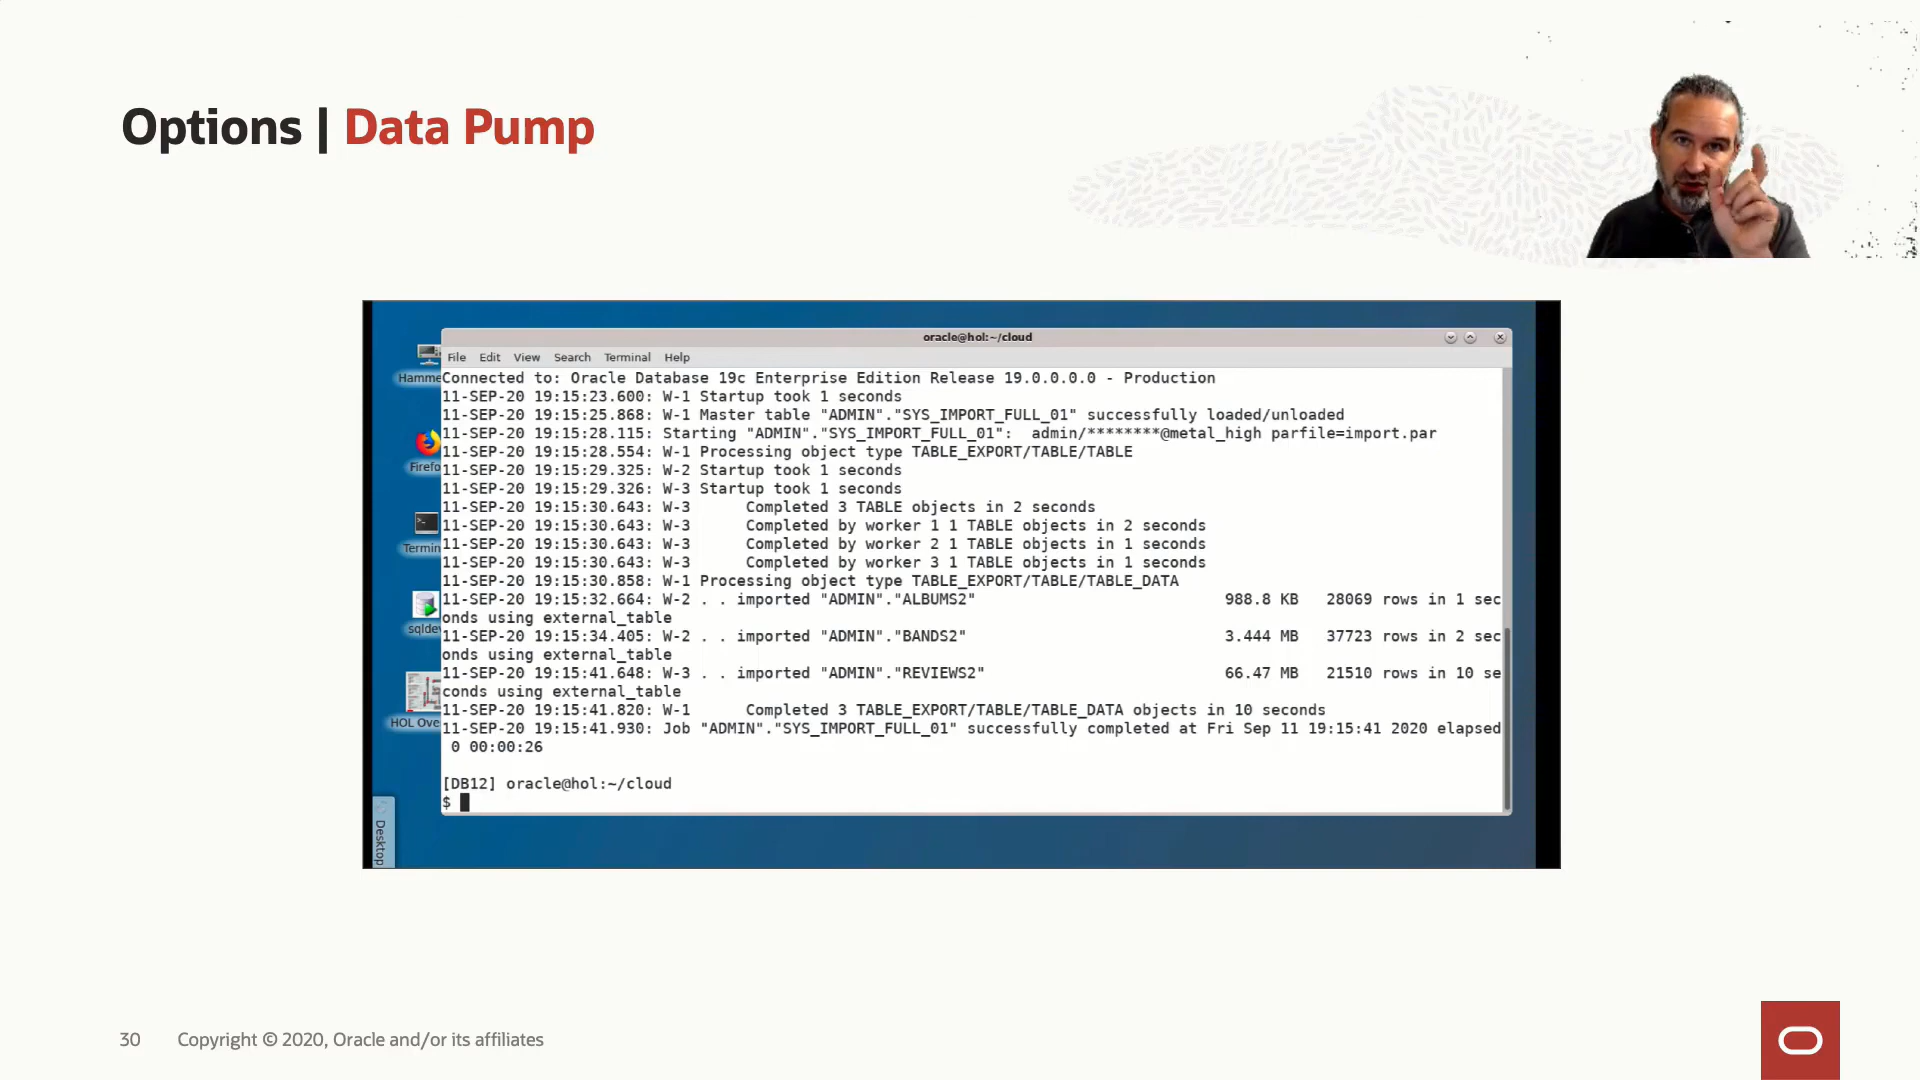 Options | Data Pump
oracle@hol:~/cloud
File Edit View Search Terminal Help
Connected to: Oracle Database 19c Enterprise Edition Release 19.0.0.0.0 - Production
11-SEP-20 19:15:23.600: W-1 Startup took 1 seconds
11-SEP-20 19:15:25.868: W-1 Master table "ADMIN"."SYS_IMPORT_FULL_01" successfully loaded/unloaded
11-SEP-20 19:15:28.115: Starting "ADMIN"."SYS_IMPORT_FULL_01":  admin/********@metal_high parfile=import.par
11-SEP-20 19:15:28.554: W-1 Processing object type TABLE_EXPORT/TABLE/TABLE
11-SEP-20 19:15:29.325: W-2 Startup took 1 seconds
11-SEP-20 19:15:29.326: W-3 Startup took 1 seconds
11-SEP-20 19:15:30.643: W-3      Completed 3 TABLE objects in 2 seconds
11-SEP-20 19:15:30.643: W-3      Completed by worker 1 1 TABLE objects in 2 seconds
11-SEP-20 19:15:30.643: W-3      Completed by worker 2 1 TABLE objects in 1 seconds
11-SEP-20 19:15:30.643: W-3      Completed by worker 3 1 TABLE objects in 1 seconds
11-SEP-20 19:15:30.858: W-1 Processing object type TABLE_EXPORT/TABLE/TABLE_DATA
11-SEP-20 19:15:32.664: W-2 . . imported "ADMIN"."ALBUMS2"                           988.8 KB   28069 rows in 1 sec
onds using external_table
11-SEP-20 19:15:34.405: W-2 . . imported "ADMIN"."BANDS2"                            3.444 MB   37723 rows in 2 sec
onds using external_table
11-SEP-20 19:15:41.648: W-3 . . imported "ADMIN"."REVIEWS2"                          66.47 MB   21510 rows in 10 se
conds using external_table
11-SEP-20 19:15:41.820: W-1      Completed 3 TABLE_EXPORT/TABLE/TABLE_DATA objects in 10 seconds
11-SEP-20 19:15:41.930: Job "ADMIN"."SYS_IMPORT_FULL_01" successfully completed at Fri Sep 11 19:15:41 2020 elapsed
0 00:00:26
[DB12] oracle@hol:~/cloud
$
Hamme
Firefo
Termin
sqldev
HOL Ove
Desktop
30 Copyright © 2020, Oracle and/or its affiliates